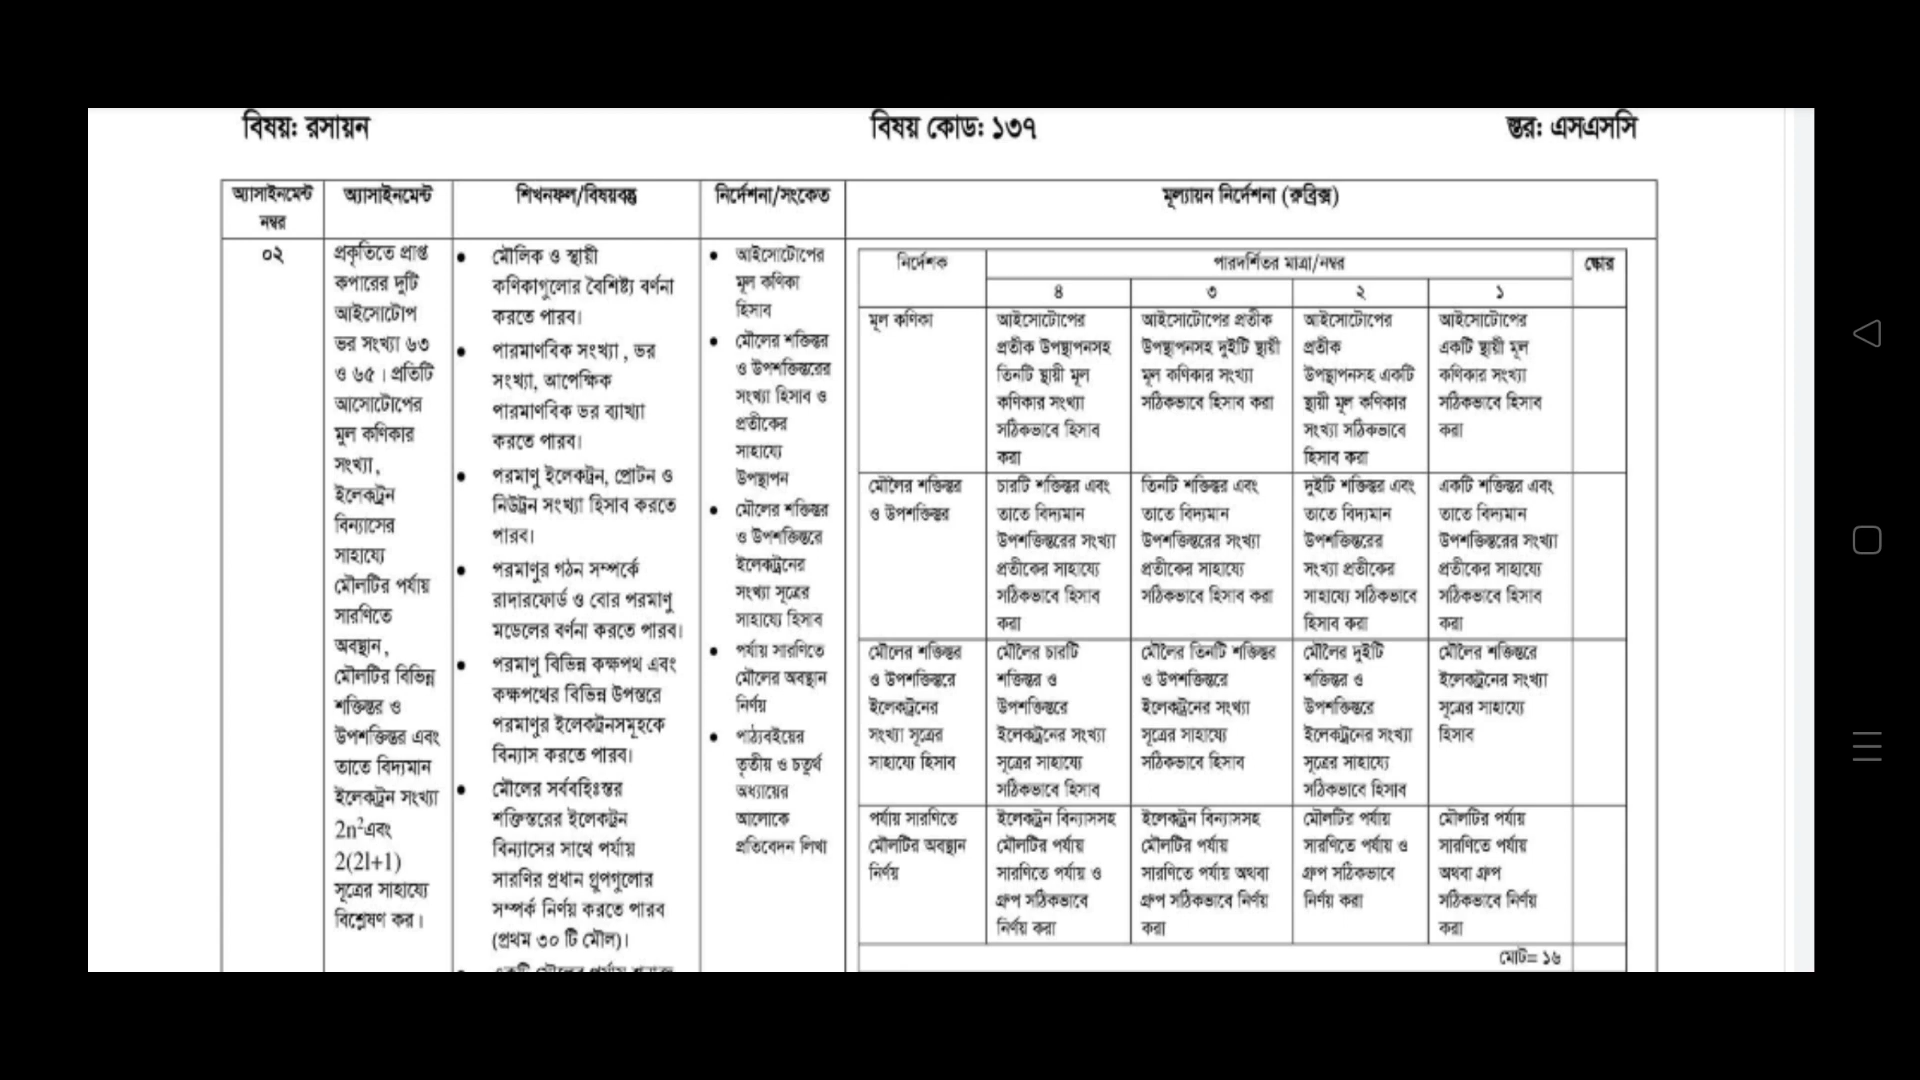 বিষয়: রসায়ন
বিষয় কোড: ১৩৭
স্তর: এসএসসি
অ্যাসাইনমেন্ট
নম্বর
অ্যাসাইনমেন্ট
শিখনফল/বিষয়বস্তু
নির্দেশনা/সংকেত
মূল্যায়ন নির্দেশনা (রুব্রিক্স)
০২
প্রকৃতিতে প্রাপ্ত
কপারের দুটি
আইসোটোপ
ভর সংখ্যা ৬৩
ও ৬৫। প্রতিটি
আসোটোপের
মুল কণিকার
সংখ্যা,
ইলেকট্রন
বিন্যাসের
সাহায্যে
মৌলটির পর্যায়
সারণিতে
অবস্থান,
মৌলটির বিভিন্ন
শক্তিস্তর ও
উপশক্তিস্তর এবং
তাতে বিদ্যমান
ইলেকট্রন সংখ্যা
2n²এবং
2(2l+1)
সূত্রের সাহায্যে
বিশ্লেষণ কর।
• মৌলিক ও স্থায়ী
কণিকাগুলোর বৈশিষ্ট্য বর্ণনা
করতে পারব।
• পারমাণবিক সংখ্যা , ভর
সংখ্যা, আপেক্ষিক
পারমাণবিক ভর ব্যাখ্যা
করতে পারব।
• পরমাণু ইলেকট্রন, প্রোটন ও
নিউট্রন সংখ্যা হিসাব করতে
পারব।
• পরমাণুর গঠন সম্পর্কে
রাদারফোর্ড ও বোর পরমাণু
মডেলের বর্ণনা করতে পারব।
• পরমাণু বিভিন্ন কক্ষপথ এবং
কক্ষপথের বিভিন্ন উপস্তরে
পরমাণুর ইলেকট্রনসমূহকে
বিন্যাস করতে পারব।
• মৌলের সর্ববহিঃস্তর
শক্তিস্তরের ইলেকট্রন
বিন্যাসের সাথে পর্যায়
সারণির প্রধান গ্রুপগুলোর
সম্পর্ক নির্ণয় করতে পারব
(প্রথম ৩০ টি মৌল)।
• আইসোটোপের
মূল কণিকা
হিসাব
• মৌলের শক্তিস্তর
ও উপশক্তিস্তরের
সংখ্যা হিসাব ও
প্রতীকের
সাহায্যে
উপস্থাপন
• মৌলের শক্তিস্তর
ও উপশক্তিস্তরে
ইলেকট্রনের
সংখ্যা সূত্রের
সাহায্যে হিসাব
• পর্যায় সারণিতে
মৌলের অবস্থান
নির্ণয়
• পাঠ্যবইয়ের
তৃতীয় ও চতুর্থ
অধ্যায়ের
আলোকে
প্রতিবেদন লিখা
নির্দেশক
পারদর্শিতর মাত্রা/নম্বর
স্কোর
৪
৩
২
১
মূল কণিকা
আইসোটোপের
প্রতীক উপস্থাপনসহ
তিনটি স্থায়ী মূল
কণিকার সংখ্যা
সঠিকভাবে হিসাব
করা
আইসোটোপের প্রতীক
উপস্থাপনসহ দুইটি স্থায়ী
মূল কণিকার সংখ্যা
সঠিকভাবে হিসাব করা
আইসোটোপের
প্রতীক
উপস্থাপনসহ একটি
স্থায়ী মূল কণিকার
সংখ্যা সঠিকভাবে
হিসাব করা
আইসোটোপের
একটি স্থায়ী মূল
কণিকার সংখ্যা
সঠিকভাবে হিসাব
করা
মৌলের শক্তিস্তর
ও উপশক্তিস্তর
চারটি শক্তিস্তর এবং
তাতে বিদ্যমান
উপশক্তিস্তরের সংখ্যা
প্রতীকের সাহায্যে
সঠিকভাবে হিসাব
করা
তিনটি শক্তিস্তর এবং
তাতে বিদ্যমান
উপশক্তিস্তরের সংখ্যা
প্রতীকের সাহায্যে
সঠিকভাবে হিসাব করা
দুইটি শক্তিস্তর এবং
তাতে বিদ্যমান
উপশক্তিস্তরের
সংখ্যা প্রতীকের
সাহায্যে সঠিকভাবে
হিসাব করা
একটি শক্তিস্তর এবং
তাতে বিদ্যমান
উপশক্তিস্তরের সংখ্যা
প্রতীকের সাহায্যে
সঠিকভাবে হিসাব
করা
মৌলের শক্তিস্তর
ও উপশক্তিস্তরে
ইলেকট্রনের
সংখ্যা সূত্রের
সাহায্যে হিসাব
মৌলের চারটি
শক্তিস্তর ও
উপশক্তিস্তরে
ইলেকট্রনের সংখ্যা
সূত্রের সাহায্যে
সঠিকভাবে হিসাব
মৌলের তিনটি শক্তিস্তর
ও উপশক্তিস্তরে
ইলেকট্রনের সংখ্যা
সূত্রের সাহায্যে
সঠিকভাবে হিসাব
মৌলের দুইটি
শক্তিস্তর ও
উপশক্তিস্তরে
ইলেকট্রনের সংখ্যা
সূত্রের সাহায্যে
সঠিকভাবে হিসাব
মৌলের শক্তিস্তরে
ইলেকট্রনের সংখ্যা
সূত্রের সাহায্যে
হিসাব
পর্যায় সারণিতে
মৌলটির অবস্থান
নির্ণয়
ইলেকট্রন বিন্যাসসহ
মৌলটির পর্যায়
সারণিতে পর্যায় ও
গ্রুপ সঠিকভাবে
নির্ণয় করা
ইলেকট্রন বিন্যাসসহ
মৌলটির পর্যায়
সারণিতে পর্যায় অথবা
গ্রুপ সঠিকভাবে নির্ণয়
করা
মৌলটির পর্যায়
সারণিতে পর্যায় ও
গ্রুপ সঠিকভাবে
নির্ণয় করা
মৌলটির পর্যায়
সারণিতে পর্যায়
অথবা গ্রুপ
সঠিকভাবে নির্ণয়
করা
মোট= ১৬